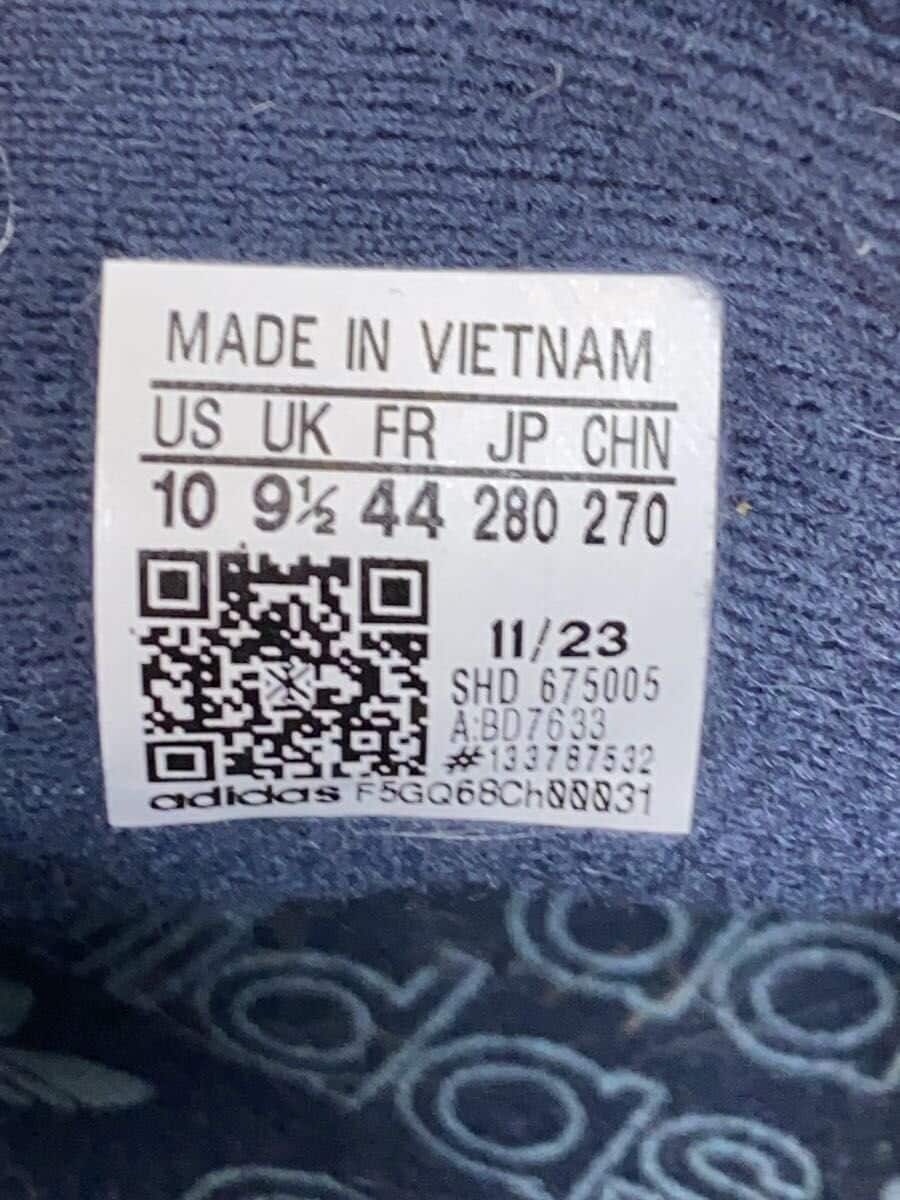 MADE IN VIETNAM
US UK FR JP CHN
10 9½ 44 280 270
11/23
SHD 675005
A:BD7633
#133787532
adidas F5GQ68Ch00031